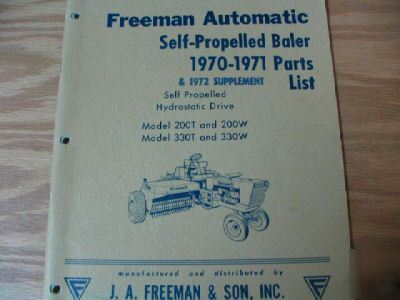 Freeman Automatic
Self-Propelled Baler
1970-1971 Parts
& 1972 SUPPLEMENT List
Self Propelled
Hydrostatic Drive
Model 200T and 200W
Model 330T and 330W
Freeman
manufactured and distributed by
F J. A. FREEMAN & SON, INC. F